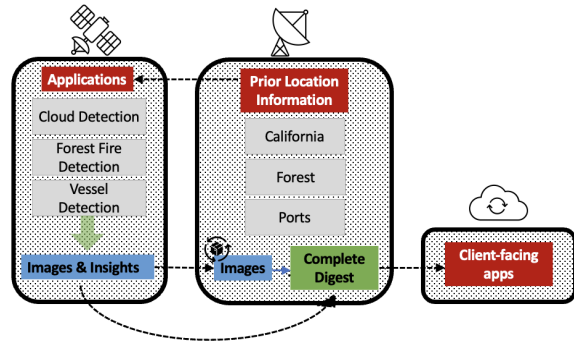 Applications
Cloud Detection
Forest Fire
Detection
Vessel
Detection
Images & Insights
Prior Location
Information
California
Forest
Ports
Images
Complete
Digest
Client-facing
apps